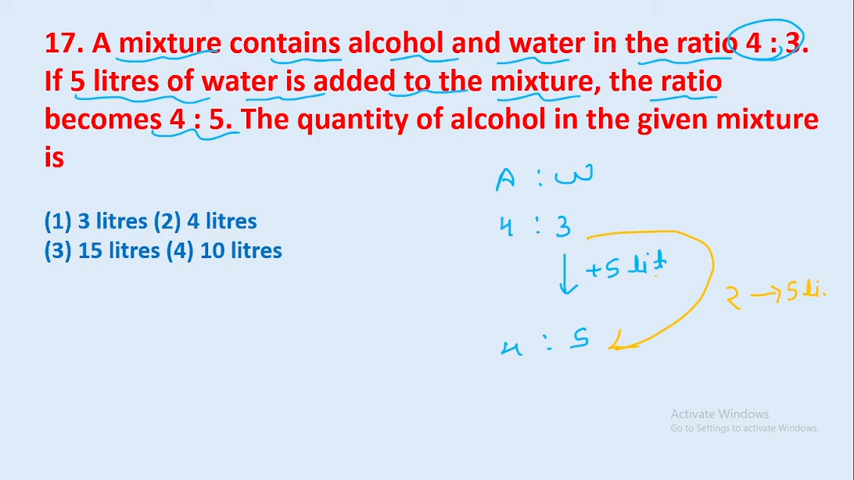 17. A mixture contains alcohol and water in the ratio 4 : 3.
If 5 litres of water is added to the mixture, the ratio
becomes 4 : 5. The quantity of alcohol in the given mixture
is
(1) 3 litres (2) 4 litres
(3) 15 litres (4) 10 litres
A : W
4 : 3
+5 lit
2 → 5 li.
4 : 5
Activate Windows
Go to Settings to activate Windows.